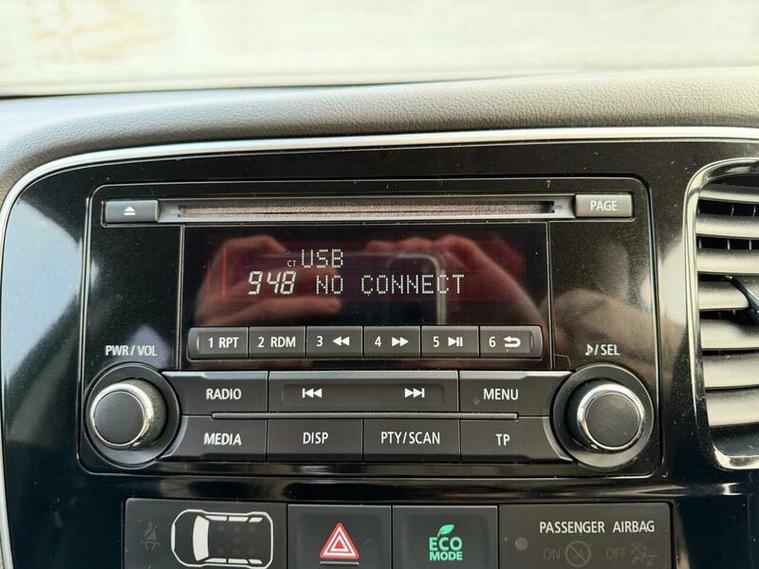 PAGE
CT USB
948 NO CONNECT
1 RPT 2 RDM 3 4 5 6
PWR/VOL
/SEL
RADIO MENU
MEDIA DISP PTY/SCAN TP
ECO
MODE
PASSENGER AIRBAG
ON OFF